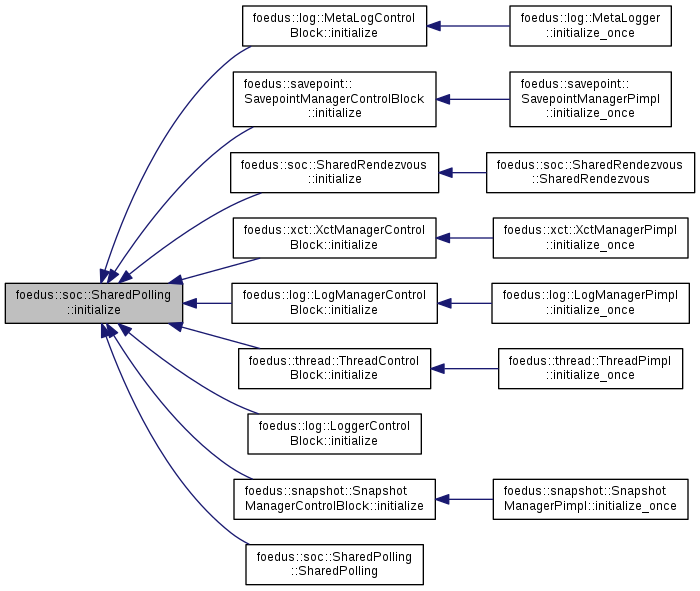 foedus::log::MetaLogControl
Block::initialize
foedus::log::MetaLogger
::initialize_once
foedus::savepoint::
SavepointManagerControlBlock
::initialize
foedus::savepoint::
SavepointManagerPimpl
::initialize_once
foedus::soc::SharedRendezvous
::initialize
foedus::soc::SharedRendezvous
::SharedRendezvous
foedus::xct::XctManagerControl
Block::initialize
foedus::xct::XctManagerPimpl
::initialize_once
foedus::soc::SharedPolling
::initialize
foedus::log::LogManagerControl
Block::initialize
foedus::log::LogManagerPimpl
::initialize_once
foedus::thread::ThreadControl
Block::initialize
foedus::thread::ThreadPimpl
::initialize_once
foedus::log::LoggerControl
Block::initialize
foedus::snapshot::Snapshot
ManagerControlBlock::initialize
foedus::snapshot::Snapshot
ManagerPimpl::initialize_once
foedus::soc::SharedPolling
::SharedPolling